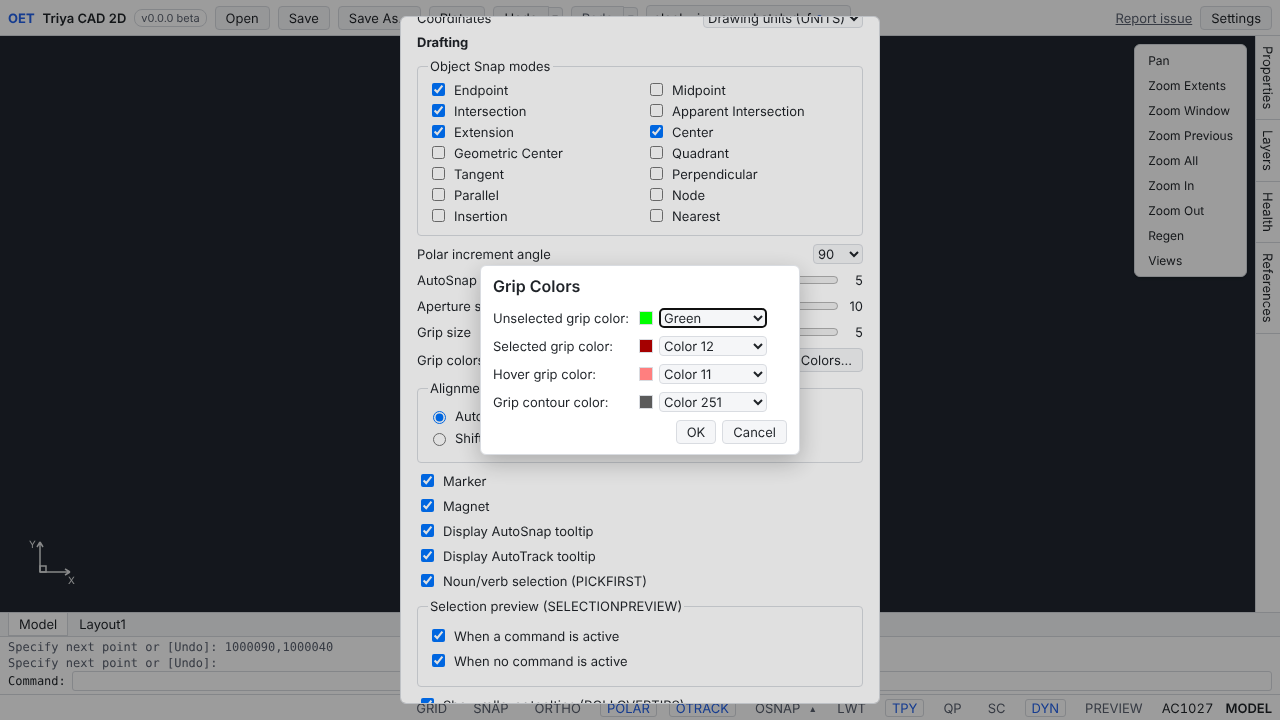 OET Triya CAD 2D v0.0.0 beta Open Save Save As Report issue Settings
Coordinates Drawing units (UNITS)
Drafting
Object Snap modes
Endpoint Midpoint
Intersection Apparent Intersection
Extension Center
Geometric Center Quadrant
Tangent Perpendicular
Parallel Node
Insertion Nearest
Polar increment angle 90
AutoSnap 5
Aperture s 10
Grip size 5
Grip colors Colors...
Grip Colors
Unselected grip color: Green
Selected grip color: Color 12
Hover grip color: Color 11
Grip contour color: Color 251
OK Cancel
Alignme
Auto
Shif
Marker
Magnet
Display AutoSnap tooltip
Display AutoTrack tooltip
Noun/verb selection (PICKFIRST)
Selection preview (SELECTIONPREVIEW)
When a command is active
When no command is active
Pan
Zoom Extents
Zoom Window
Zoom Previous
Zoom All
Zoom In
Zoom Out
Regen
Views
Properties
Layers
Health
References
Y
X
Model Layout1
Specify next point or [Undo]: 1000090,1000040
Specify next point or [Undo]:
Command:
GRID SNAP ORTHO POLAR OTRACK OSNAP ▲ LWT TPY QP SC DYN PREVIEW AC1027 MODEL